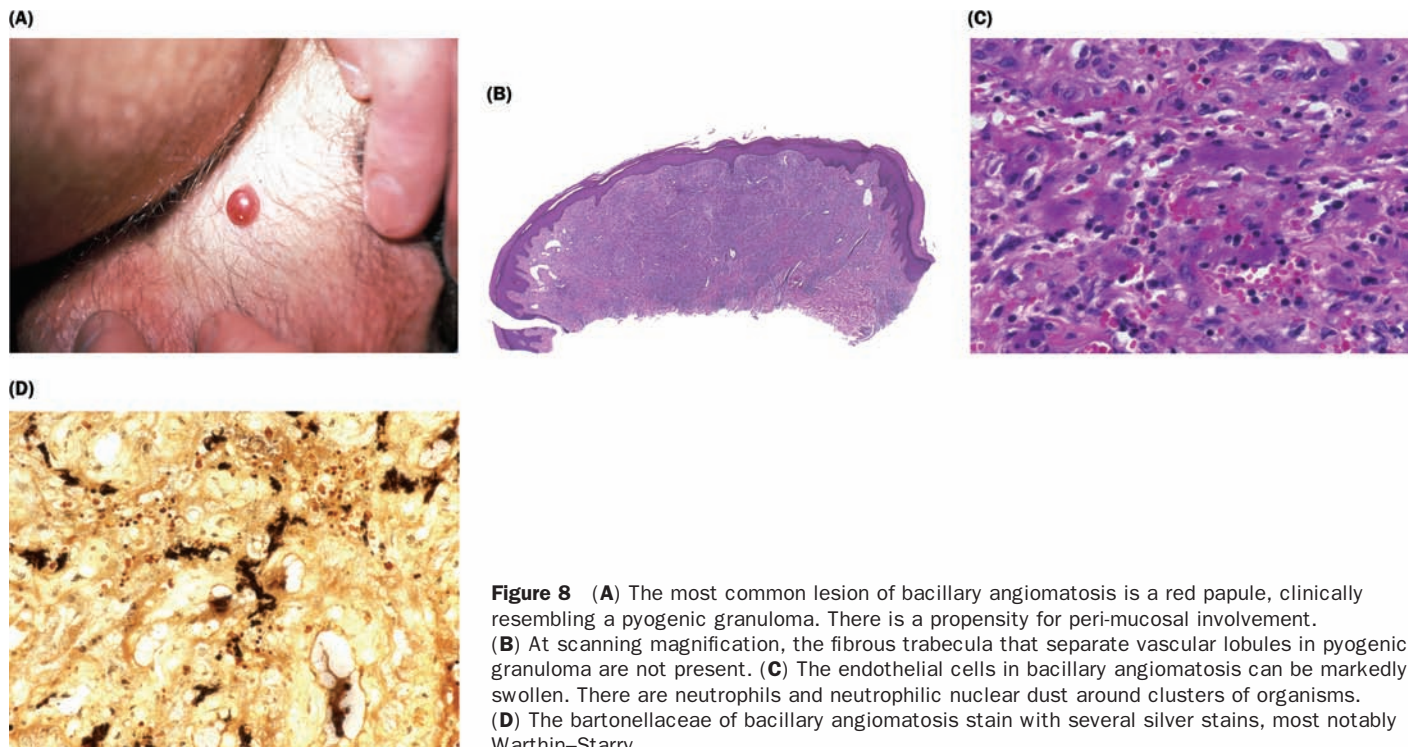 (A)
(B)
(C)
(D)
Figure 8 (A) The most common lesion of bacillary angiomatosis is a red papule, clinically
resembling a pyogenic granuloma. There is a propensity for peri-mucosal involvement.
(B) At scanning magnification, the fibrous trabecula that separate vascular lobules in pyogenic
granuloma are not present. (C) The endothelial cells in bacillary angiomatosis can be markedly
swollen. There are neutrophils and neutrophilic nuclear dust around clusters of organisms.
(D) The bartonellaceae of bacillary angiomatosis stain with several silver stains, most notably
Warthin–Starry